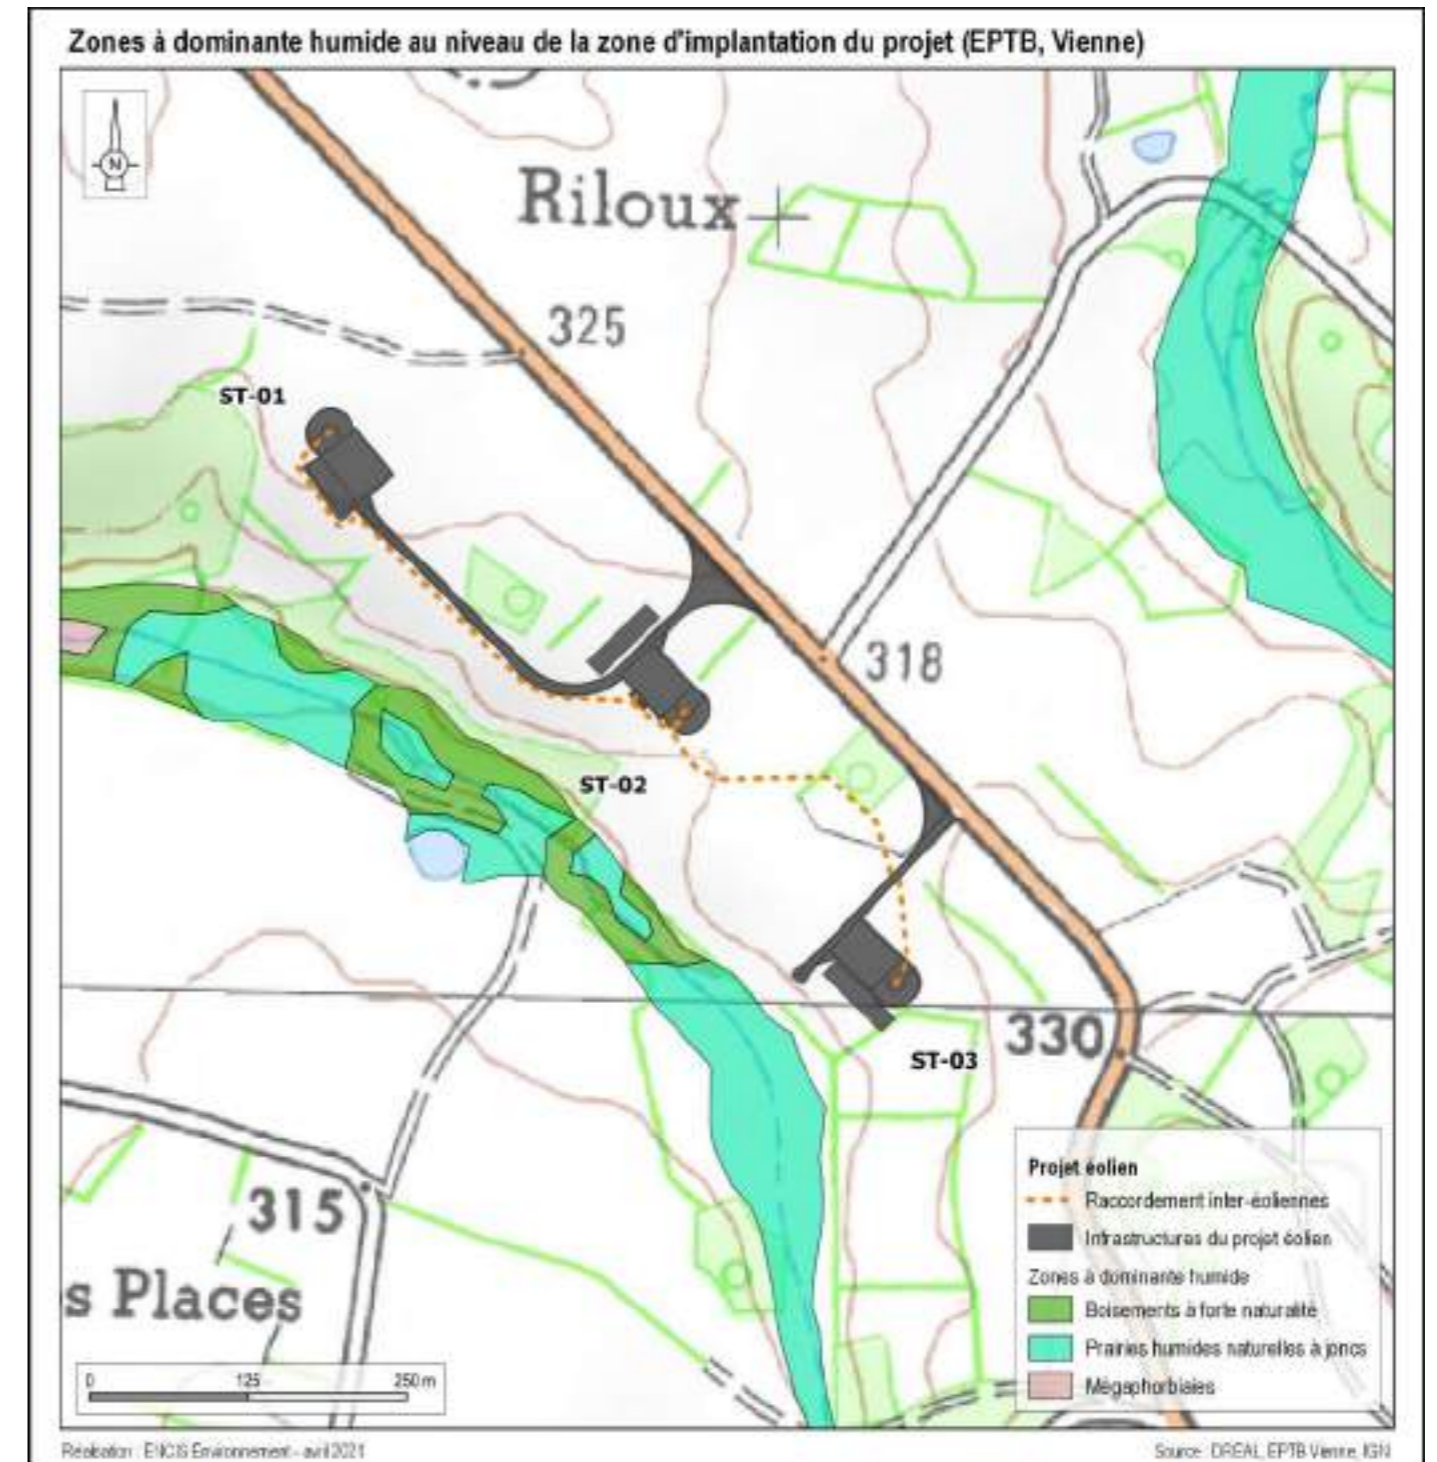 Zones à dominante humide au niveau de la zone d'implantation du projet (EPTB, Vienne)
N
Riloux
325
ST-01
318
ST-02
330
ST-03
315
s Places
Projet éolien
Raccordement inter-éoliennes
Infrastructures du projet éolien
Zones à dominante humide
Boisements à forte naturalité
Prairies humides naturelles à joncs
Mégaphorbiaies
0 125 250 m
Réalisation : ENCIS Environnement - avril 2021
Source : DREAL, EPTB Vienne, IGN